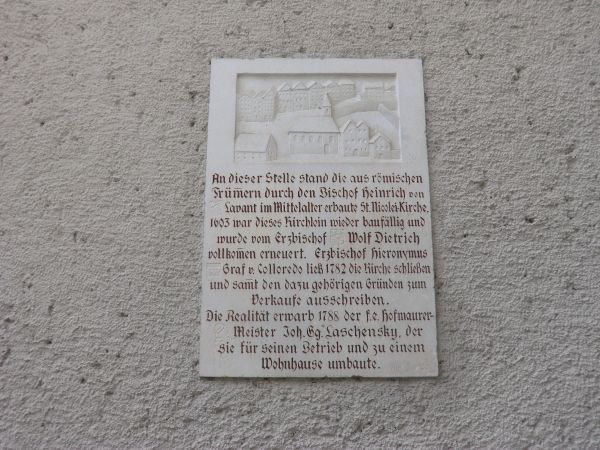 An dieser Stelle stand die aus römischen
Trümern durch den Bischof Heinrich von
Lavant im Mittelalter erbaute St. Nicolei-Kirche.
1603 war dieses Kirchlein wieder baufällig und
wurde vom Erzbischof Wolf Dietrich
vollkomen erneuert. Erzbischof Hieronymus
Graf v. Colleredo ließ 1782 die Kirche schließen
und samt den dazu gehörigen Gründen zum
Verkaufe ausschreiben.
Die Realität erwarb 1788 der f.e. Hofmaurer-
Meister Joh. Gg. Laschensky, der
sie für seinen Betrieb und zu einem
Wohnhause umbaute.